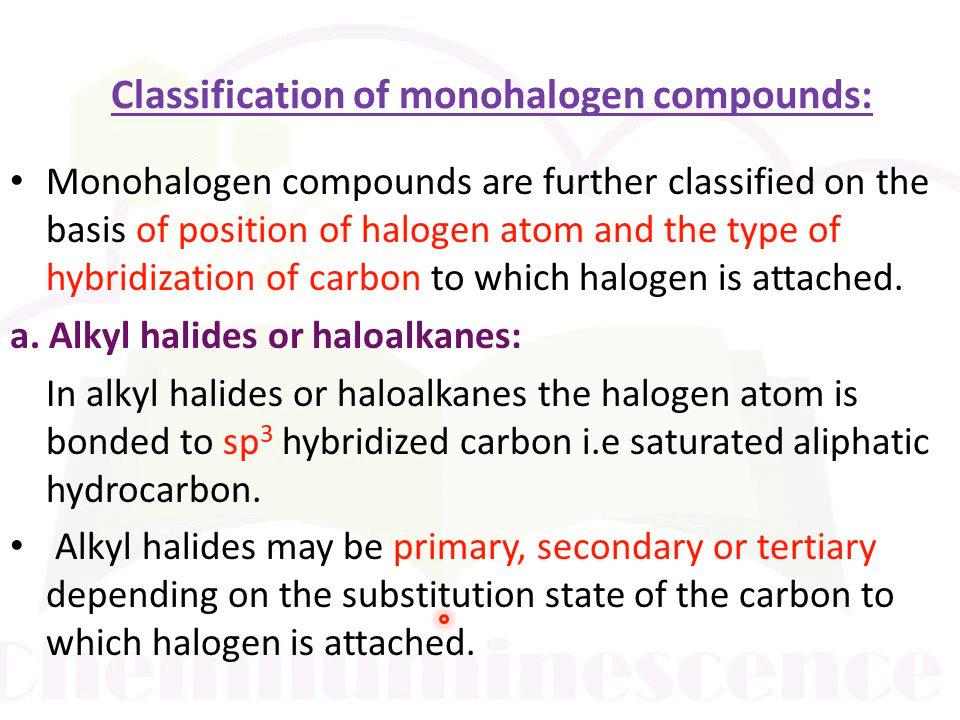 Classification of monohalogen compounds:
• Monohalogen compounds are further classified on the
basis of position of halogen atom and the type of
hybridization of carbon to which halogen is attached.
a. Alkyl halides or haloalkanes:
In alkyl halides or haloalkanes the halogen atom is
bonded to sp³ hybridized carbon i.e saturated aliphatic
hydrocarbon.
• Alkyl halides may be primary, secondary or tertiary
depending on the substitution state of the carbon to
which halogen is attached.
Chemiluminescence